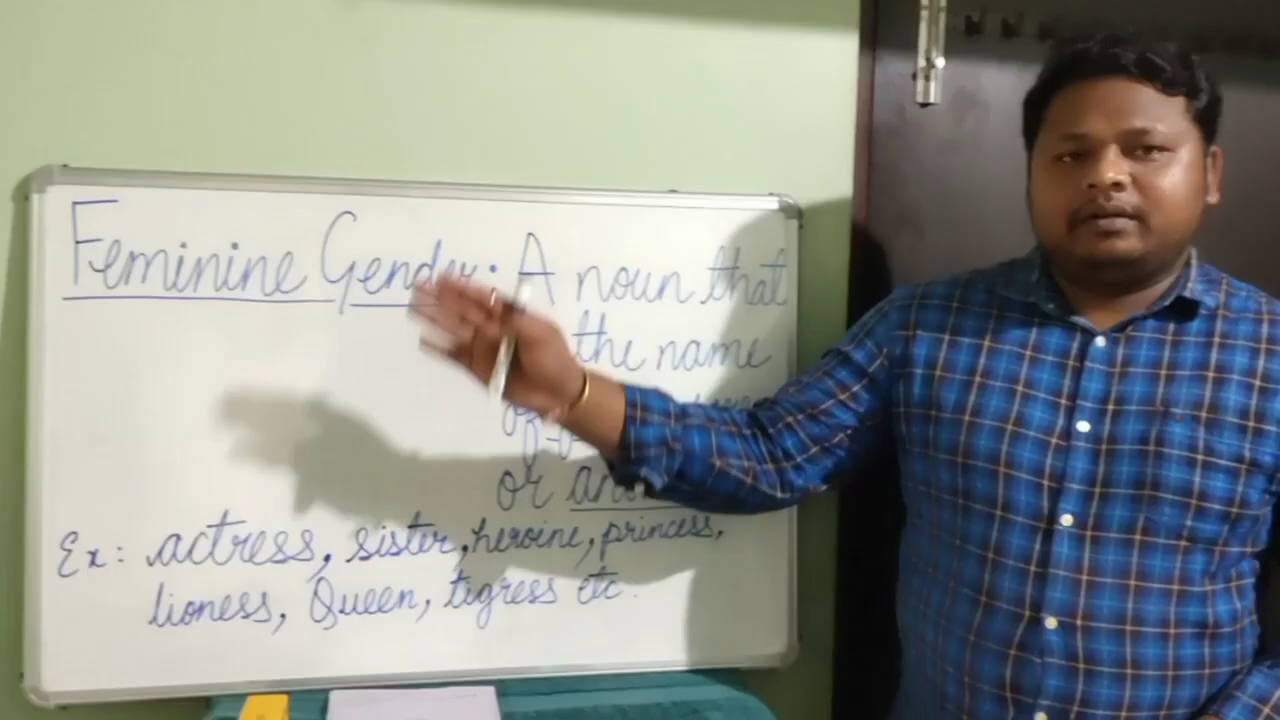 Feminine Gender: A noun that
the name
or
Ex: actress, sister, heroine, princess,
lioness, Queen, tigress etc.